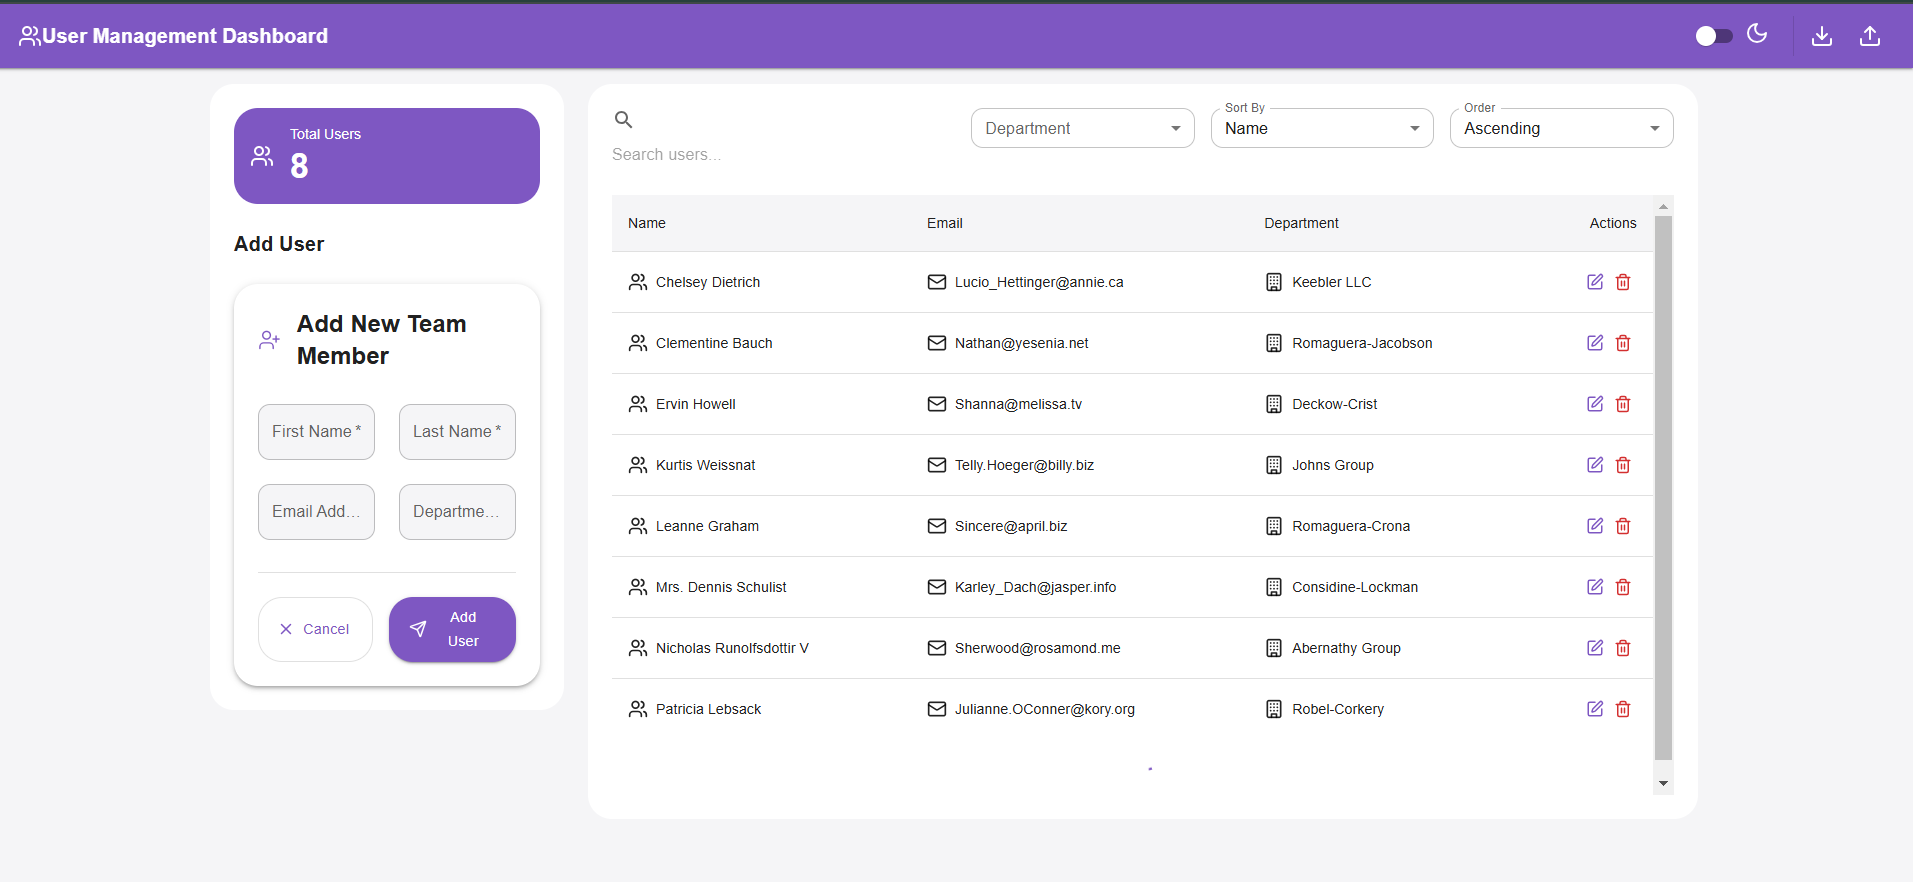 User Management Dashboard
Total Users
8
Add User
Add New Team
Member
First Name *
Last Name *
Email Add...
Departme...
Cancel
Add
User
Search users...
Department
Sort By
Name
Order
Ascending
Name Email Department Actions
Chelsey Dietrich Lucio_Hettinger@annie.ca Keebler LLC
Clementine Bauch Nathan@yesenia.net Romaguera-Jacobson
Ervin Howell Shanna@melissa.tv Deckow-Crist
Kurtis Weissnat Telly.Hoeger@billy.biz Johns Group
Leanne Graham Sincere@april.biz Romaguera-Crona
Mrs. Dennis Schulist Karley_Dach@jasper.info Considine-Lockman
Nicholas Runolfsdottir V Sherwood@rosamond.me Abernathy Group
Patricia Lebsack Julianne.OConner@kory.org Robel-Corkery